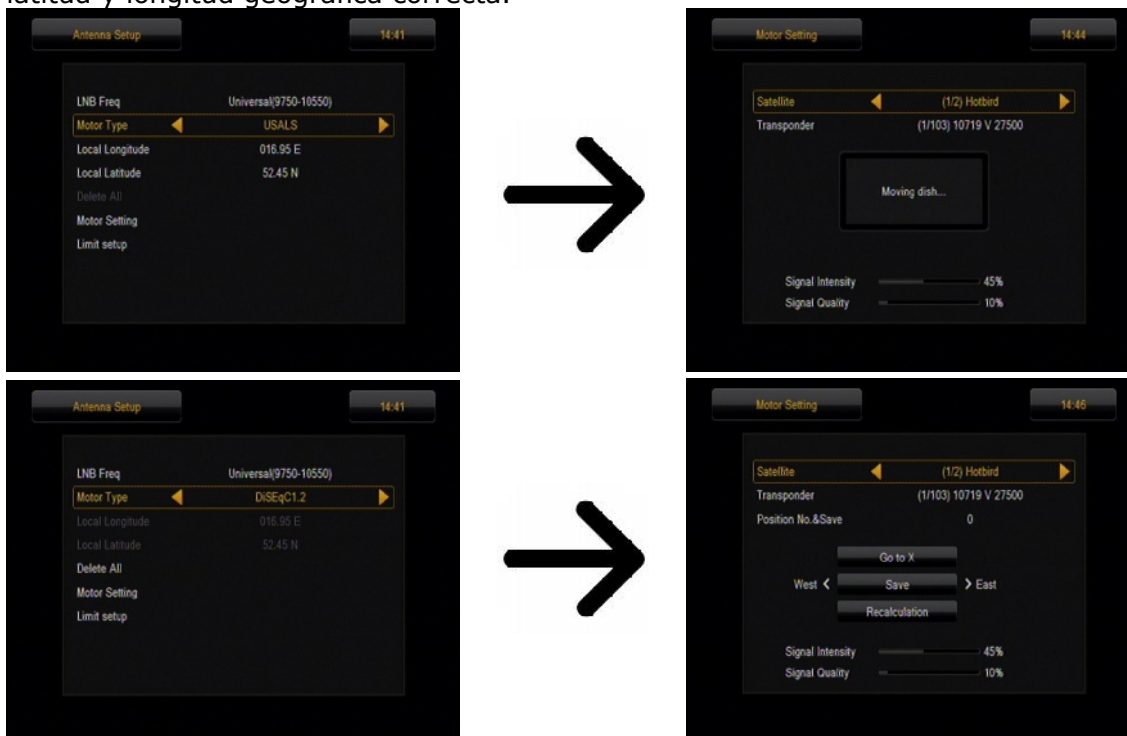 latitud y longitud geográfica correcta.
Antenna Setup 14:41
LNB Freq Universal(9750-10550)
Motor Type USALS
Local Longitude 016.95 E
Local Latitude 52.45 N
Delete All
Motor Setting
Limit setup
Motor Setting 14:44
Satellite (1/2) Hotbird
Transponder (1/103) 10719 V 27500
Moving dish...
Signal Intensity 45%
Signal Quality 10%
Antenna Setup 14:41
LNB Freq Universal(9750-10550)
Motor Type DiSEqC1.2
Local Longitude 016.95 E
Local Latitude 52.45 N
Delete All
Motor Setting
Limit setup
Motor Setting 14:46
Satellite (1/2) Hotbird
Transponder (1/103) 10719 V 27500
Position No.&Save 0
Go to X
West < Save > East
Recalculation
Signal Intensity 45%
Signal Quality 10%